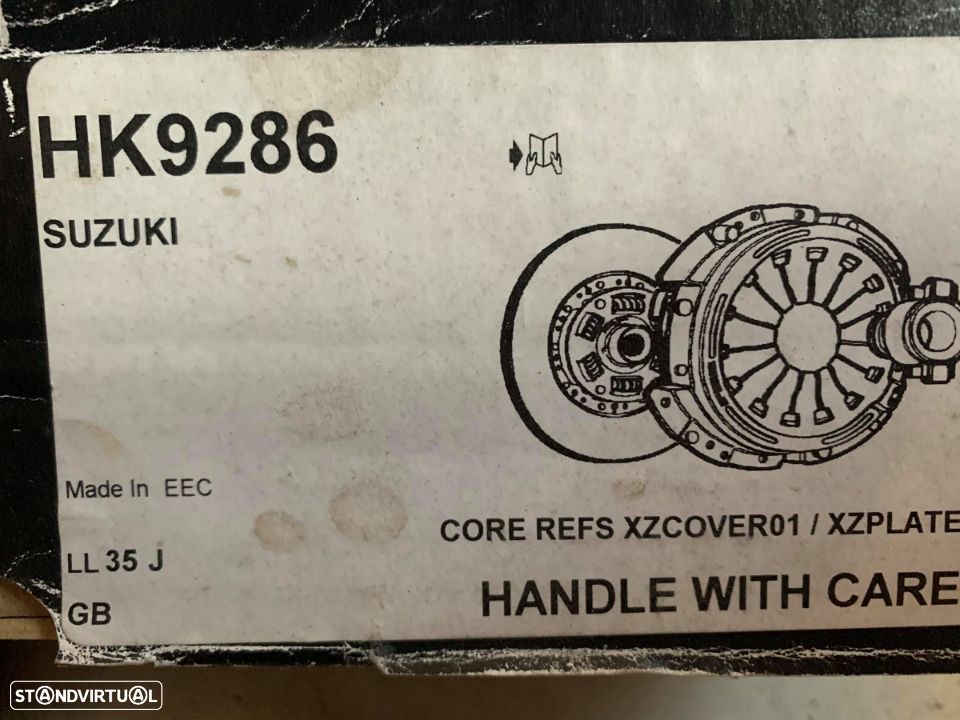 HK9286
SUZUKI
Made In EEC
CORE REFS XZCOVER01 / XZPLATE
LL 35 J
HANDLE WITH CARE
GB
STANDVIRTUAL